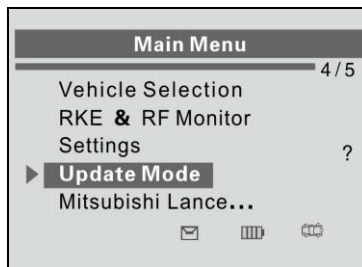 Main Menu
4/5
Vehicle Selection
RKE & RF Monitor
Settings
?
Update Mode
Mitsubishi Lance...